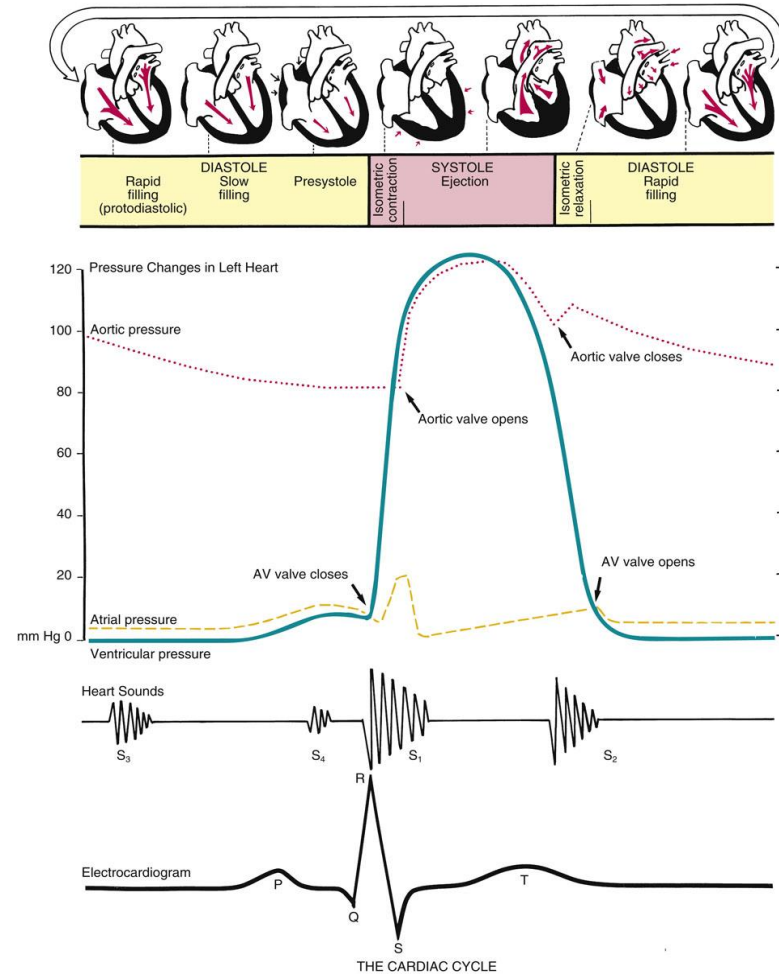 DIASTOLE
Rapid
filling
(protodiastolic)
Slow
filling
Presystole
Isometric
contraction
SYSTOLE
Ejection
Isometric
relaxation
DIASTOLE
Rapid
filling
Pressure Changes in Left Heart
120
100
80
60
40
20
mm Hg 0
Aortic pressure
Aortic valve closes
Aortic valve opens
AV valve closes
AV valve opens
Atrial pressure
Ventricular pressure
Heart Sounds
S₃
S₄
S₁
S₂
Electrocardiogram
P
Q
R
S
T
THE CARDIAC CYCLE